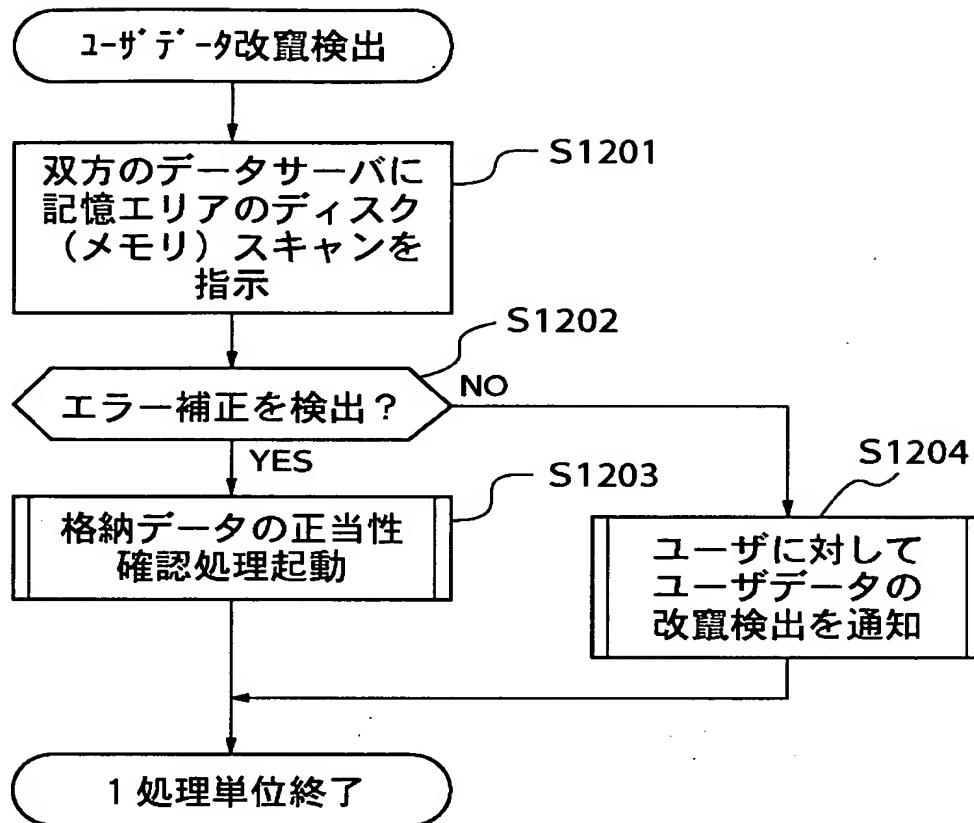 ﾕｰｻﾞﾃﾞｰﾀ改竄検出
双方のデータサーバに
記憶エリアのディスク
（メモリ）スキャンを
指示
S1201
エラー補正を検出？
S1202
NO
YES
格納データの正当性
確認処理起動
S1203
ユーザに対して
ユーザデータの
改竄検出を通知
S1204
1処理単位終了